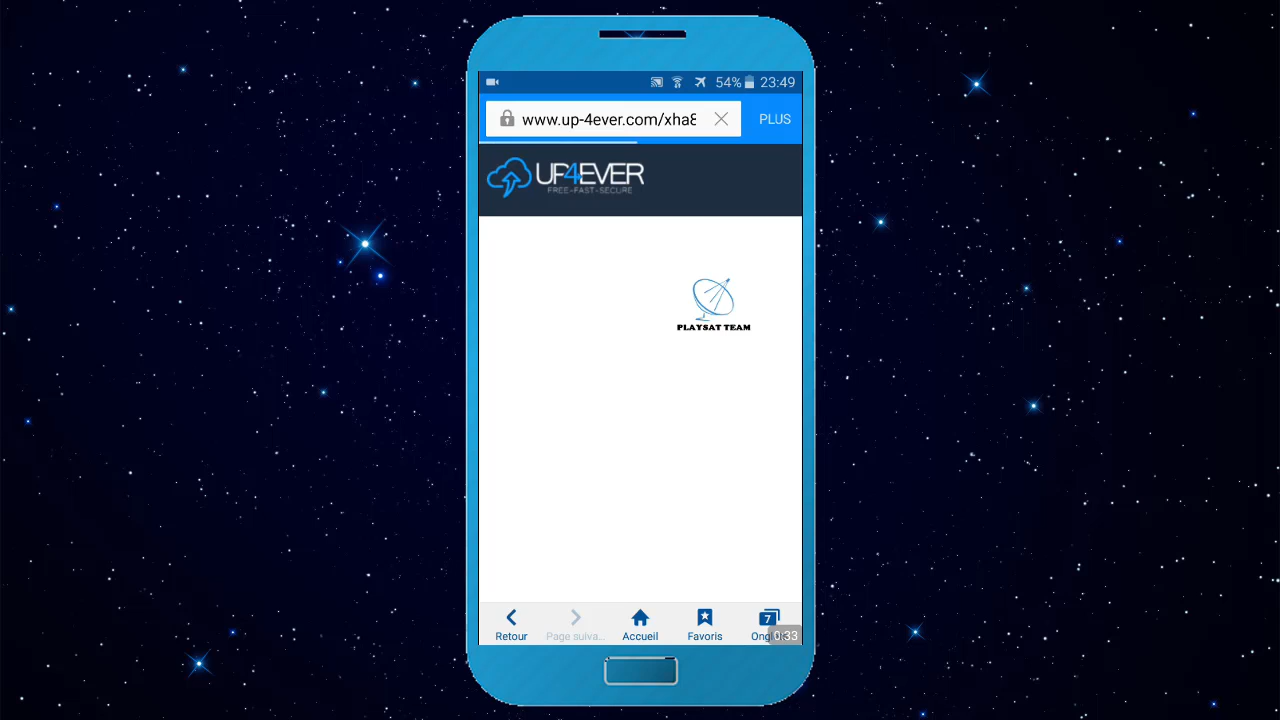 54% 23:49
www.up-4ever.com/xha8
PLUS
UP4EVER
FREE-FAST-SECURE
PLAYSAT TEAM
7
Retour Page suiva... Accueil Favoris
0:33